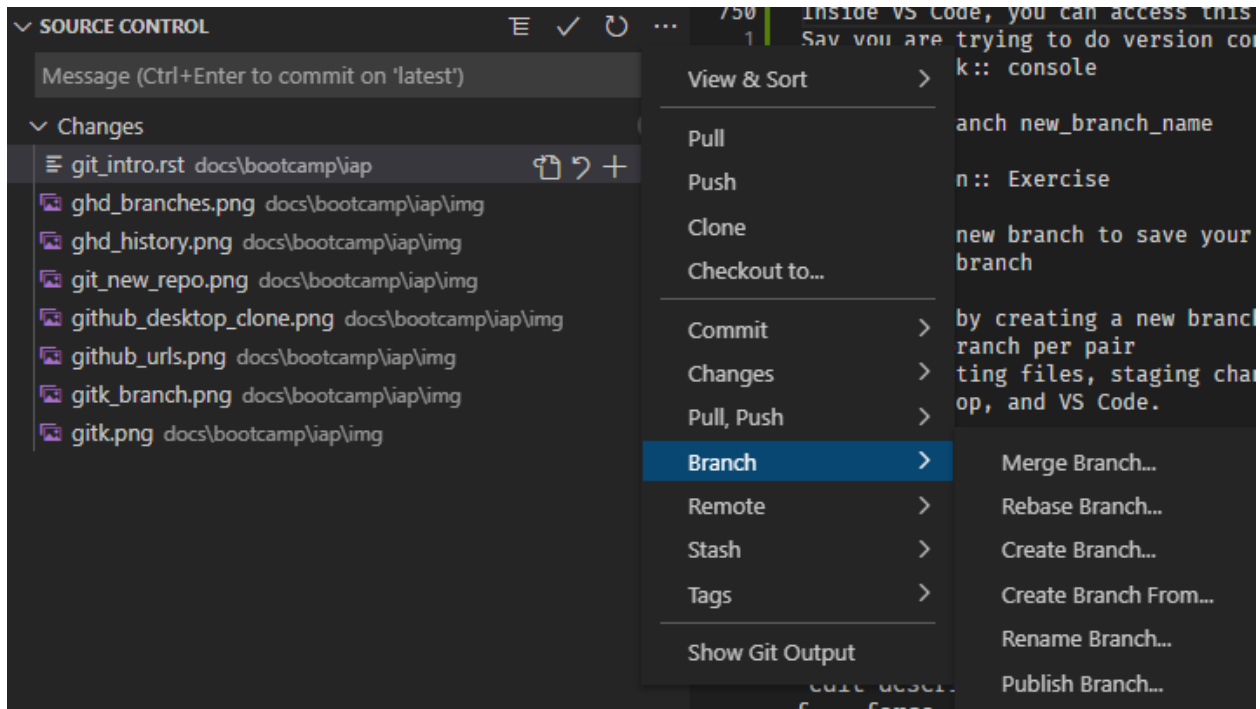 SOURCE CONTROL
Message (Ctrl+Enter to commit on 'latest')
Changes
git_intro.rst docs\bootcamp\iap
ghd_branches.png docs\bootcamp\iap\img
ghd_history.png docs\bootcamp\iap\img
git_new_repo.png docs\bootcamp\iap\img
github_desktop_clone.png docs\bootcamp\iap\img
github_urls.png docs\bootcamp\iap\img
gitk_branch.png docs\bootcamp\iap\img
gitk.png docs\bootcamp\iap\img
View & Sort
Pull
Push
Clone
Checkout to...
Commit
Changes
Pull, Push
Branch
Remote
Stash
Tags
Show Git Output
Merge Branch...
Rebase Branch...
Create Branch...
Create Branch From...
Rename Branch...
Publish Branch...
750 Inside VS Code, you can access this
1 Say you are trying to do version co
k:: console
anch new_branch_name
n:: Exercise
new branch to save your
branch
by creating a new branch
ranch per pair
ting files, staging cha
op, and VS Code.